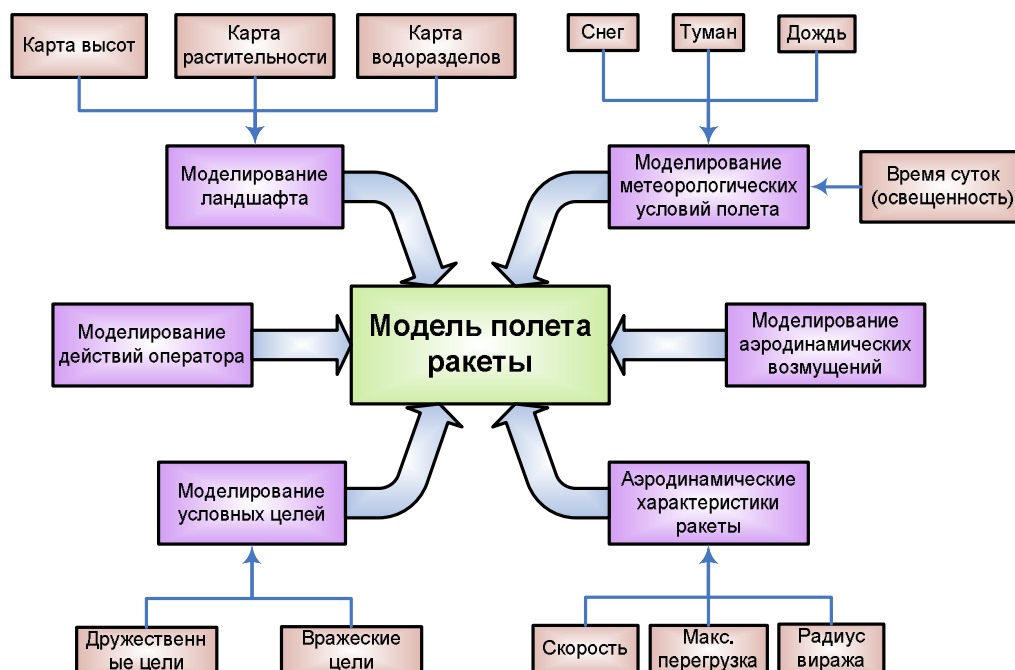 Карта высот
Карта
растительности
Карта
водоразделов
Снег
Туман
Дождь
Моделирование
ландшафта
Моделирование
метеорологических
условий полета
Время суток
(освещенность)
Моделирование
действий оператора
Модель полета
ракеты
Моделирование
аэродинамических
возмущений
Моделирование
условных целей
Аэродинамические
характеристики
ракеты
Дружественн
ые цели
Вражеские
цели
Скорость
Макс.
перегрузка
Радиус
виража